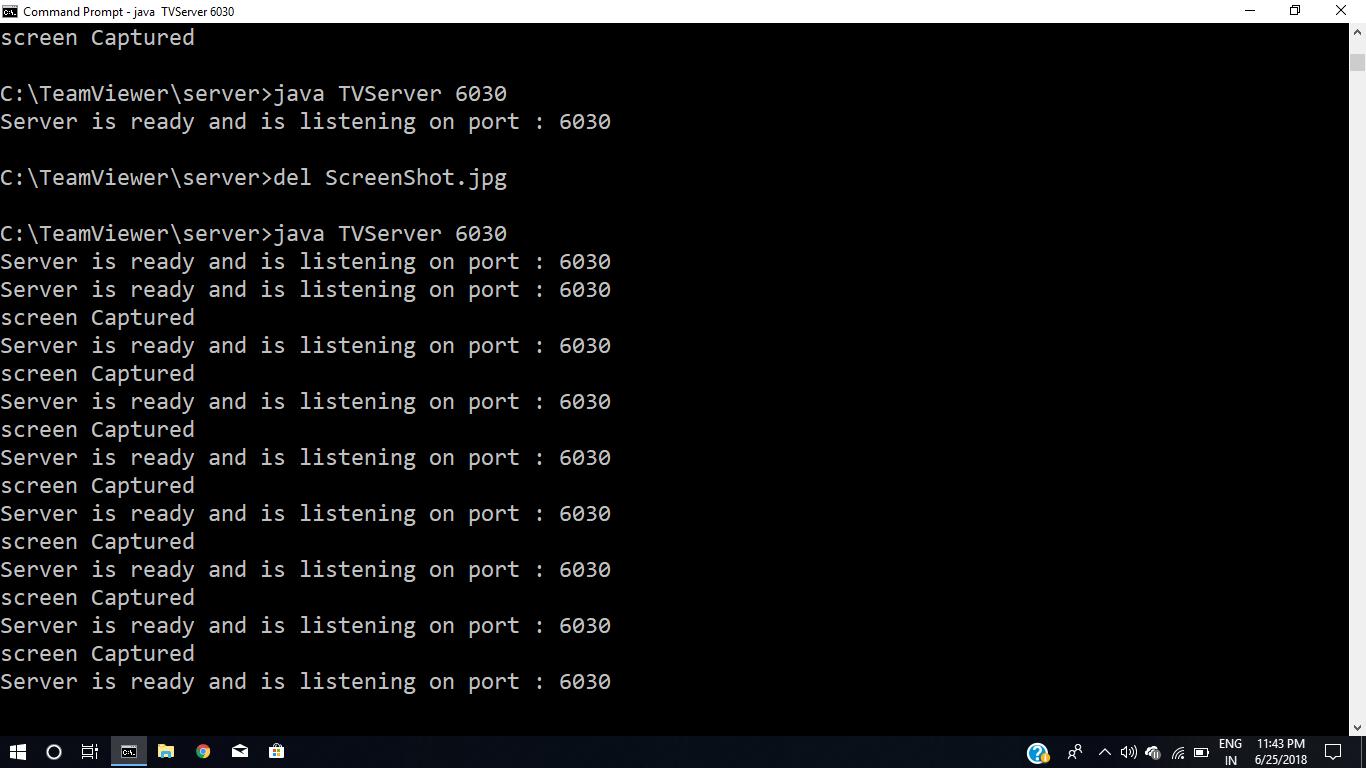 Command Prompt - java  TVServer 6030
screen Captured
C:\TeamViewer\server>java TVServer 6030
Server is ready and is listening on port : 6030
C:\TeamViewer\server>del ScreenShot.jpg
C:\TeamViewer\server>java TVServer 6030
Server is ready and is listening on port : 6030
Server is ready and is listening on port : 6030
screen Captured
Server is ready and is listening on port : 6030
screen Captured
Server is ready and is listening on port : 6030
screen Captured
Server is ready and is listening on port : 6030
screen Captured
Server is ready and is listening on port : 6030
screen Captured
Server is ready and is listening on port : 6030
screen Captured
Server is ready and is listening on port : 6030
screen Captured
Server is ready and is listening on port : 6030
ENG
IN
11:43 PM
6/25/2018